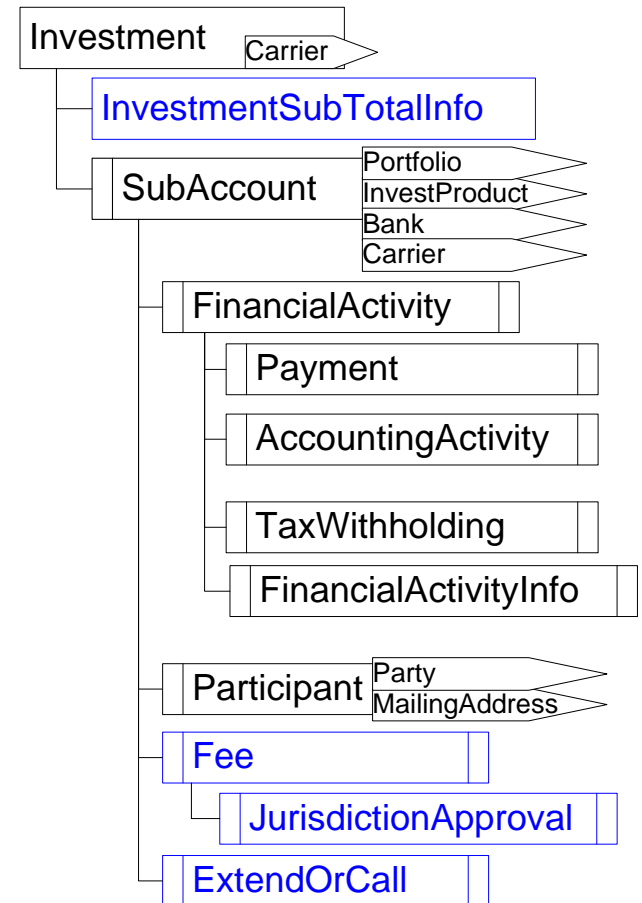 Investment
Carrier
InvestmentSubTotalInfo
SubAccount
Portfolio
InvestProduct
Bank
Carrier
FinancialActivity
Payment
AccountingActivity
TaxWithholding
FinancialActivityInfo
Participant
Party
MailingAddress
Fee
JurisdictionApproval
ExtendOrCall